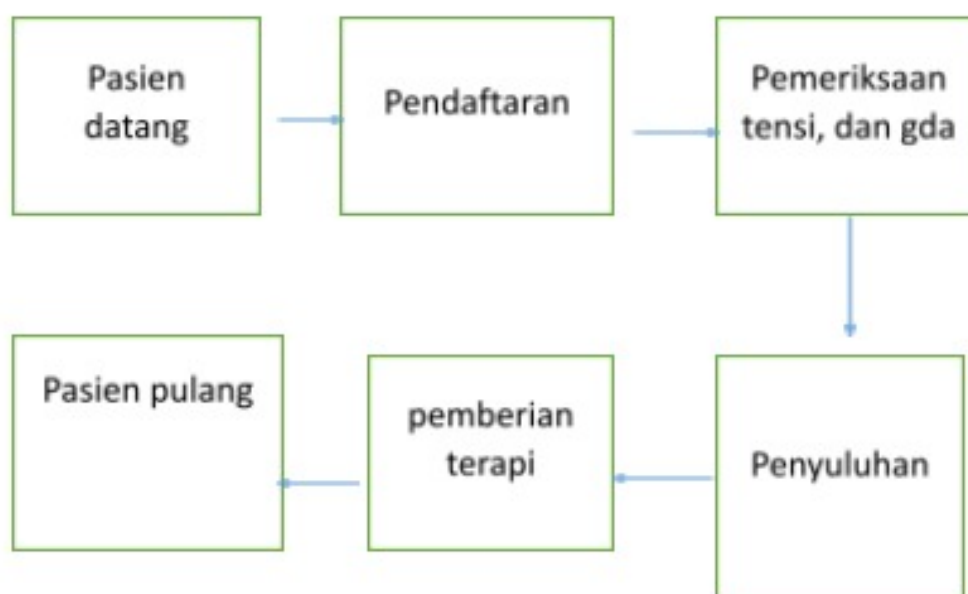 Pasien
datang
Pendaftaran
Pemeriksaan
tensi, dan gda
Penyuluhan
pemberian
terapi
Pasien pulang